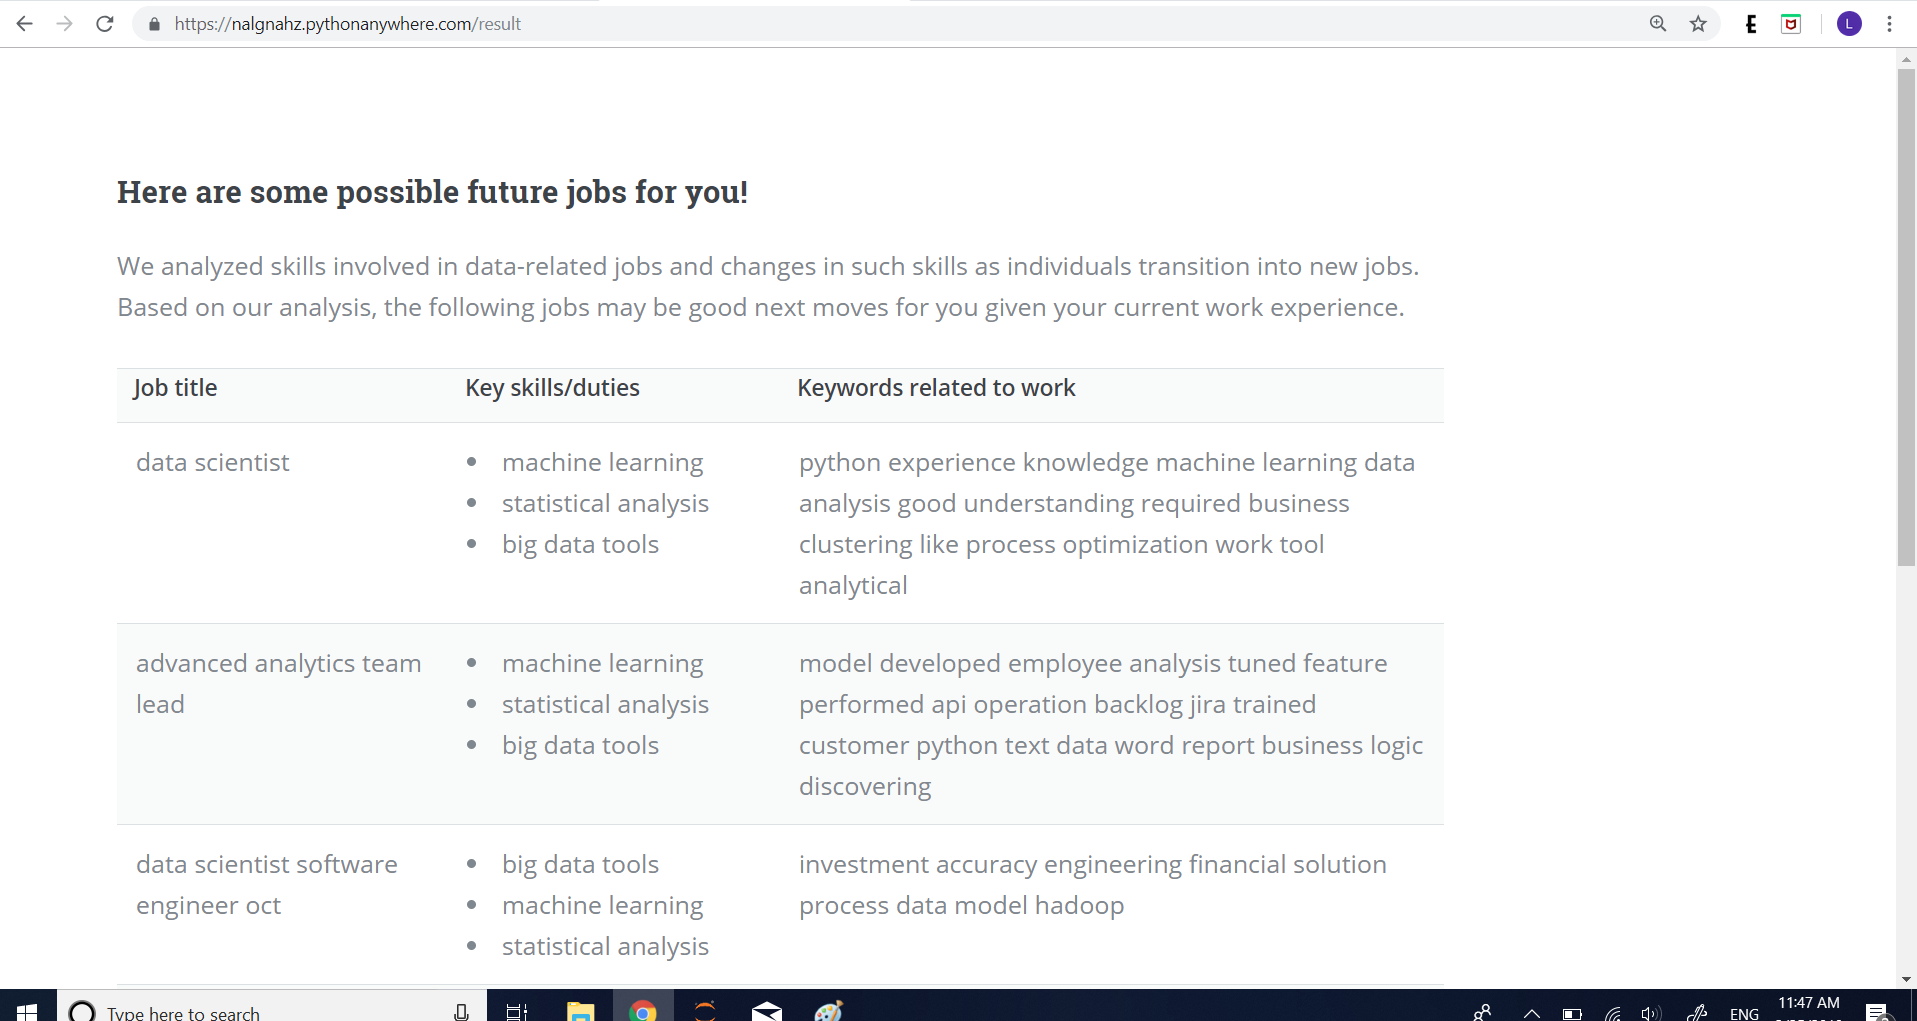 https://nalgnahz.pythonanywhere.com/result
E
L
Here are some possible future jobs for you!
We analyzed skills involved in data-related jobs and changes in such skills as individuals transition into new jobs.
Based on our analysis, the following jobs may be good next moves for you given your current work experience.
Job title Key skills/duties Keywords related to work
data scientist
machine learning
statistical analysis
big data tools
python experience knowledge machine learning data
analysis good understanding required business
clustering like process optimization work tool
analytical
advanced analytics team
lead
machine learning
statistical analysis
big data tools
model developed employee analysis tuned feature
performed api operation backlog jira trained
customer python text data word report business logic
discovering
data scientist software
engineer oct
big data tools
machine learning
statistical analysis
investment accuracy engineering financial solution
process data model hadoop
Type here to search
ENG
11:47 AM